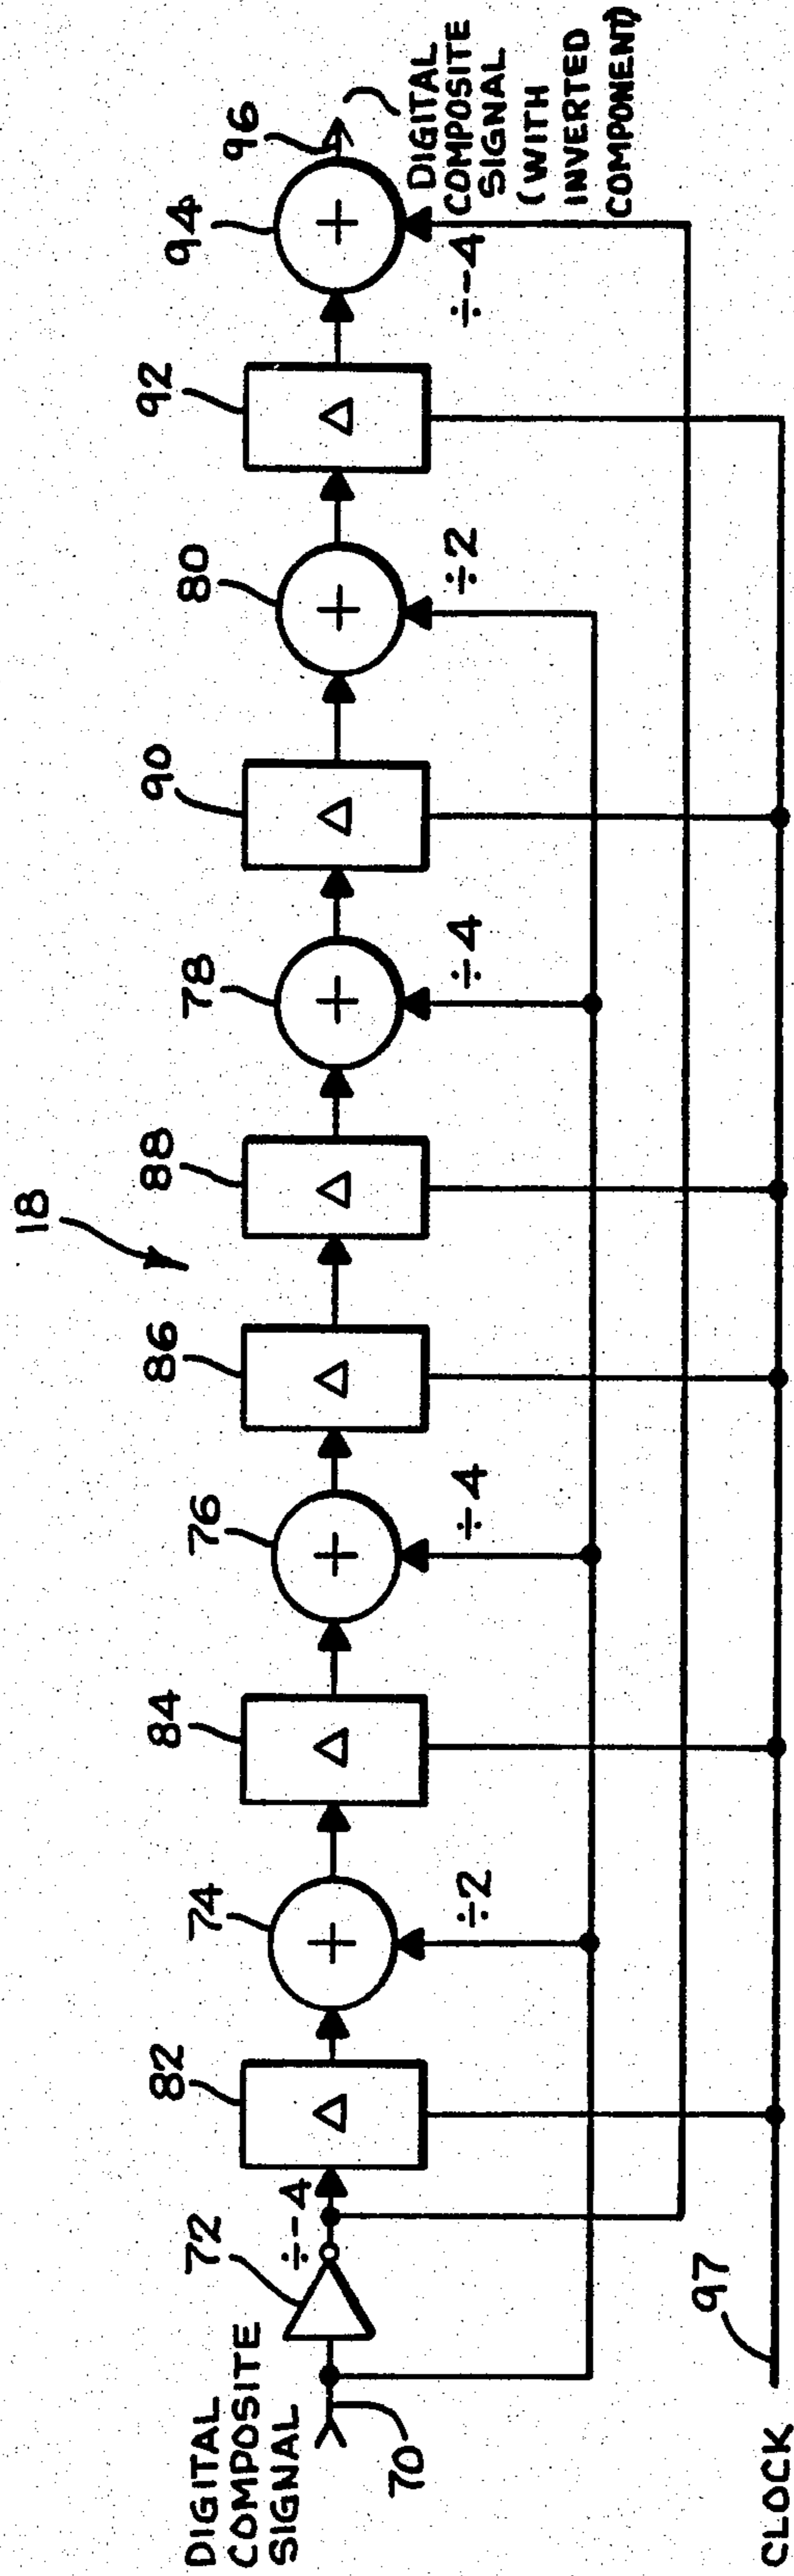 18
DIGITAL
COMPOSITE
SIGNAL
70
72
÷-4
82
Δ
74
+
÷2
84
Δ
76
+
÷4
86
Δ
88
Δ
78
+
÷4
90
Δ
80
+
÷2
92
Δ
94
+
÷-4
96
DIGITAL
COMPOSITE
SIGNAL
(WITH
INVERTED
COMPONENT)
CLOCK
97